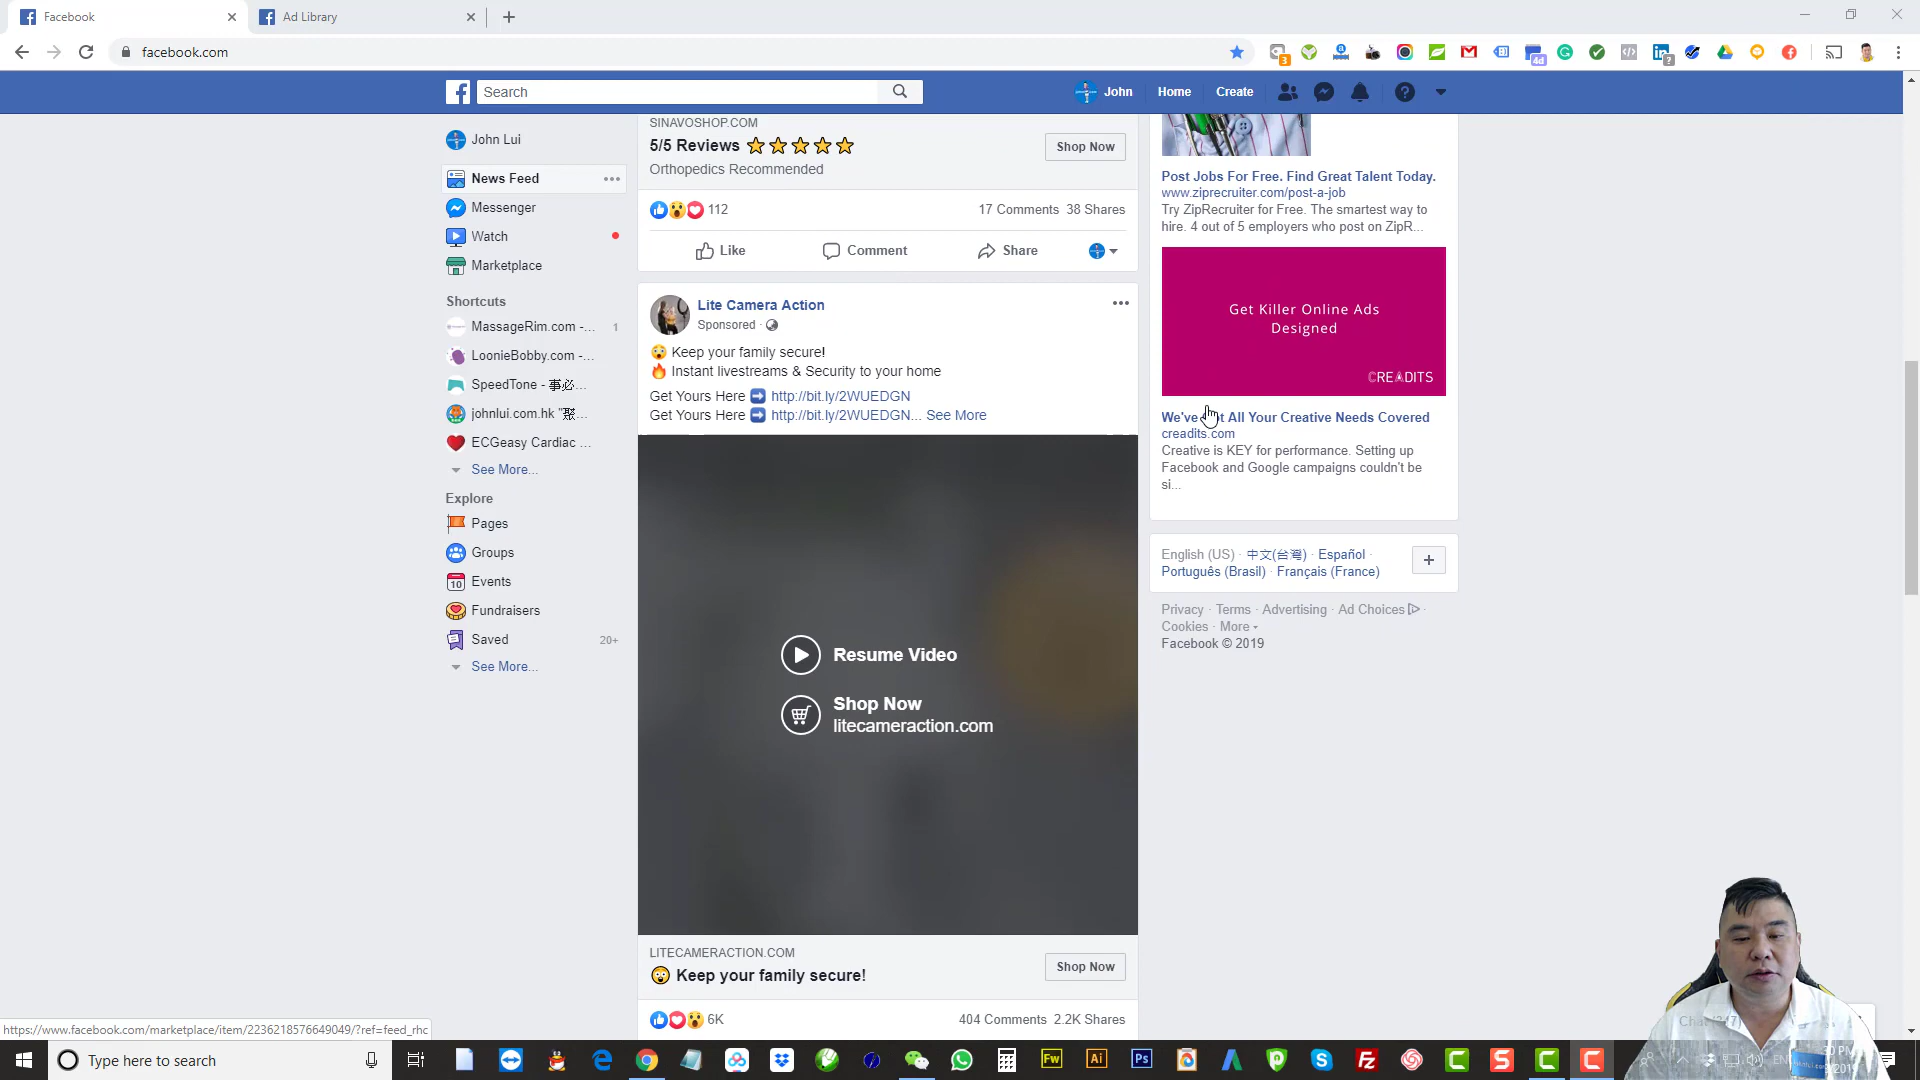 Facebook
Ad Library
facebook.com
3
4d
?
Search
John
Home
Create
John Lui
News Feed
Messenger
Watch
Marketplace
Shortcuts
MassageRim.com -...
1
LoonieBobby.com -...
SpeedTone - 事必...
johnlui.com.hk "聚...
ECGeasy Cardiac ...
See More...
Explore
Pages
Groups
10
Events
Fundraisers
Saved
20+
See More...
SINAVOSHOP.COM
5/5 Reviews ⭐⭐⭐⭐⭐
Orthopedics Recommended
Shop Now
112
17 Comments 38 Shares
Like
Comment
Share
Lite Camera Action
Sponsored ·
😲 Keep your family secure!
🔥 Instant livestreams & Security to your home
Get Yours Here ➡️ http://bit.ly/2WUEDGN
Get Yours Here ➡️ http://bit.ly/2WUEDGN... See More
Resume Video
Shop Now
litecameraction.com
LITECAMERACTION.COM
😲 Keep your family secure!
Shop Now
6K
404 Comments 2.2K Shares
Post Jobs For Free. Find Great Talent Today.
www.ziprecruiter.com/post-a-job
Try ZipRecruiter for Free. The smartest way to
hire. 4 out of 5 employers who post on ZipR...
Get Killer Online Ads
Designed
CREADITS
We've All Your Creative Needs Covered
creadits.com
Creative is KEY for performance. Setting up
Facebook and Google campaigns couldn't be
si...
English (US) · 中文(台灣) · Español ·
Português (Brasil) · Français (France)
Privacy · Terms · Advertising · Ad Choices ·
Cookies · More
Facebook © 2019
https://www.facebook.com/marketplace/item/2236218576649049/?ref=feed_rhc
Type here to search
Fw
Ai
Ps